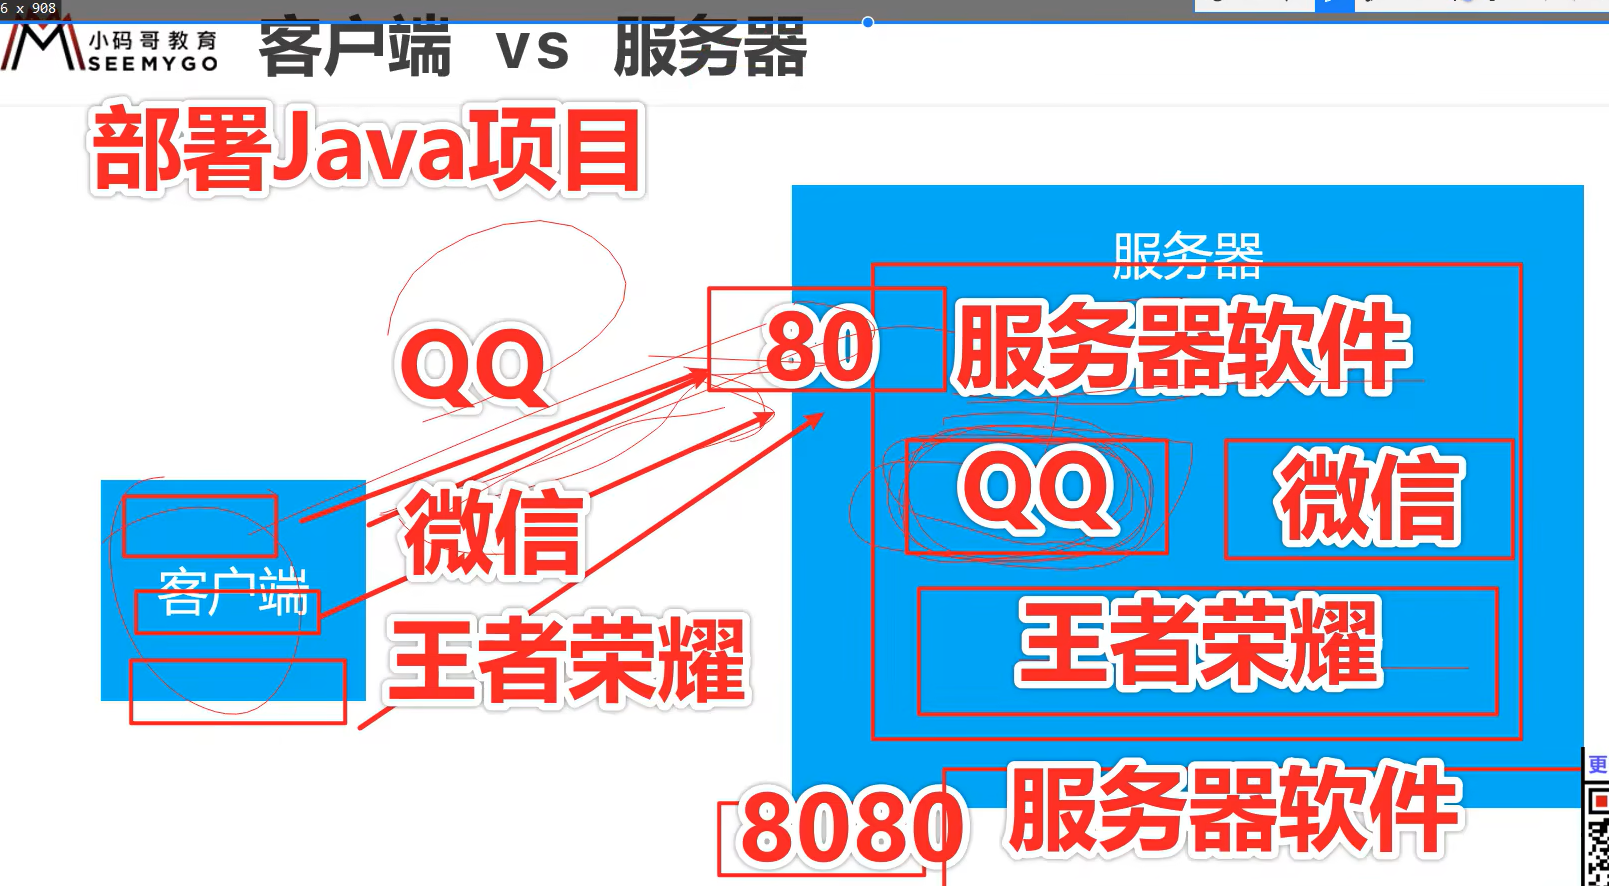 6 x 908
小码哥教育
SEEMYGO
客户端 vs 服务器
部署Java项目
服务器
80
服务器软件
QQ
QQ
微信
微信
客户端
王者荣耀
王者荣耀
更
8080
服务器软件